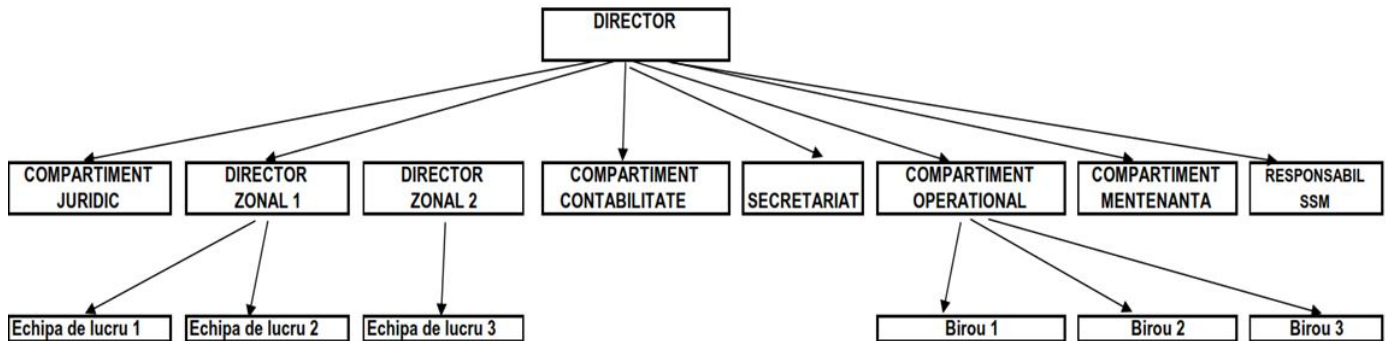 DIRECTOR
COMPARTIMENT
JURIDIC
DIRECTOR
ZONAL 1
DIRECTOR
ZONAL 2
COMPARTIMENT
CONTABILITATE
SECRETARIAT
COMPARTIMENT
OPERATIONAL
COMPARTIMENT
MENTENANTA
RESPONSABIL
SSM
Echipa de lucru 1
Echipa de lucru 2
Echipa de lucru 3
Birou 1
Birou 2
Birou 3